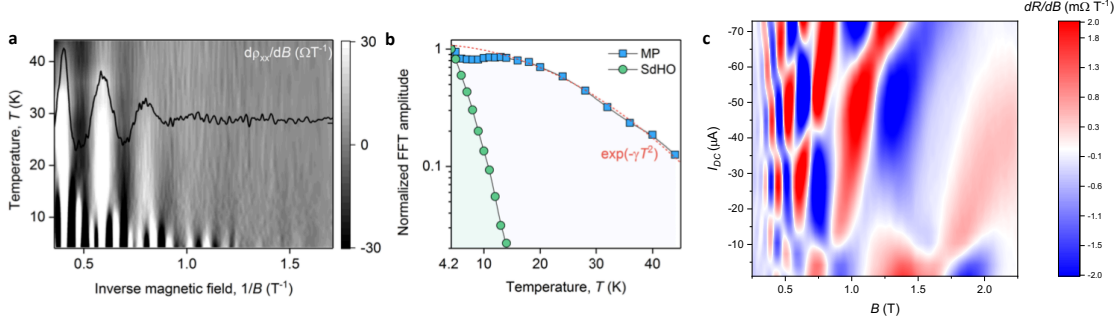 a
dρxx/dB (ΩT⁻¹)
Temperature, T (K)
40
30
20
10
0.5
1.0
1.5
Inverse magnetic field, 1/B (T⁻¹)
30
0
-30
b
Normalized FFT amplitude
1
0.1
MP
SdHO
exp(-γT²)
4.2
10
20
30
40
Temperature, T (K)
c
I_DC (μA)
-70
-60
-50
-40
-30
-20
-10
0.5
1.0
1.5
2.0
B (T)
dR/dB (mΩ T⁻¹)
2.0
1.8
1.3
1.0
0.6
0.3
-0.1
-0.6
-1.1
-1.5
-2.0